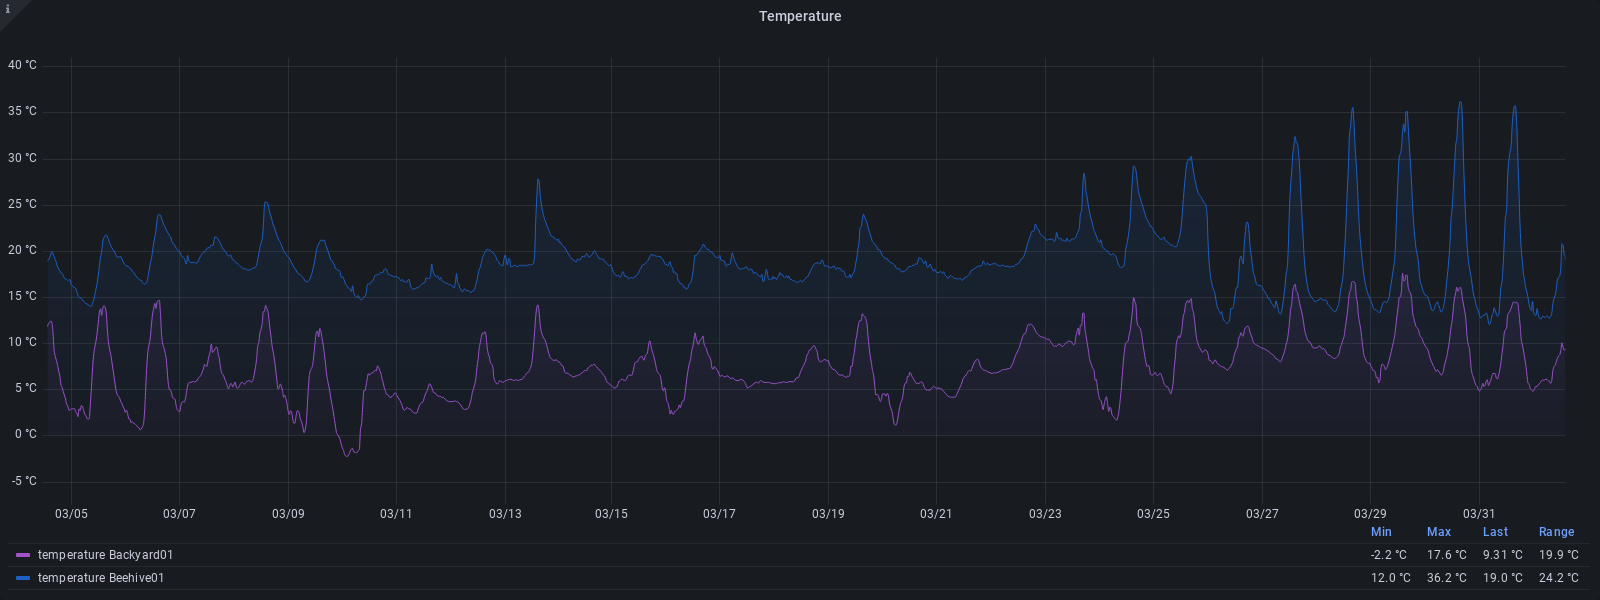 i
Temperature
40 °C
35 °C
30 °C
25 °C
20 °C
15 °C
10 °C
5 °C
0 °C
-5 °C
03/05 03/07 03/09 03/11 03/13 03/15 03/17 03/19 03/21 03/23 03/25 03/27 03/29 03/31
Min Max Last Range
temperature Backyard01 -2.2 °C 17.6 °C 9.31 °C 19.9 °C
temperature Beehive01 12.0 °C 36.2 °C 19.0 °C 24.2 °C